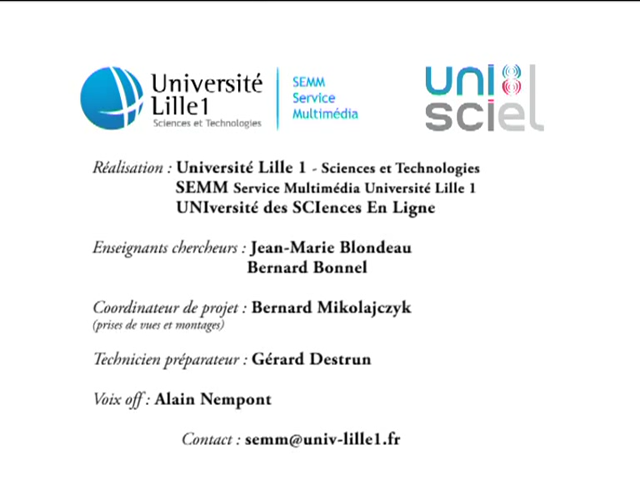 Université
Lille1
Sciences et Technologies
SEMM
Service
Multimédia
uni
sciel
Réalisation : Université Lille 1 - Sciences et Technologies
SEMM Service Multimédia Université Lille 1
UNIversité des SCIences En Ligne
Enseignants chercheurs : Jean-Marie Blondeau
Bernard Bonnel
Coordinateur de projet : Bernard Mikolajczyk
(prises de vues et montages)
Technicien préparateur : Gérard Destrun
Voix off : Alain Nempont
Contact : semm@univ-lille1.fr